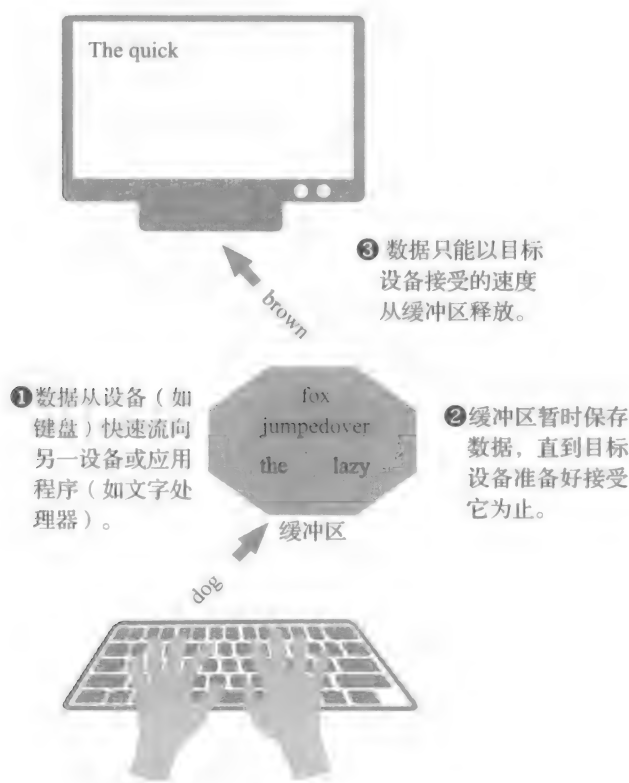 The quick
❸ 数据只能以目标
设备接受的速度
从缓冲区释放。
brown
❶数据从设备（如
键盘）快速流向
另一设备或应用
程序（如文字处
理器）。
fox
jumpedover
the lazy
❷缓冲区暂时保存
数据，直到目标
设备准备好接受
它为止。
缓冲区
dog